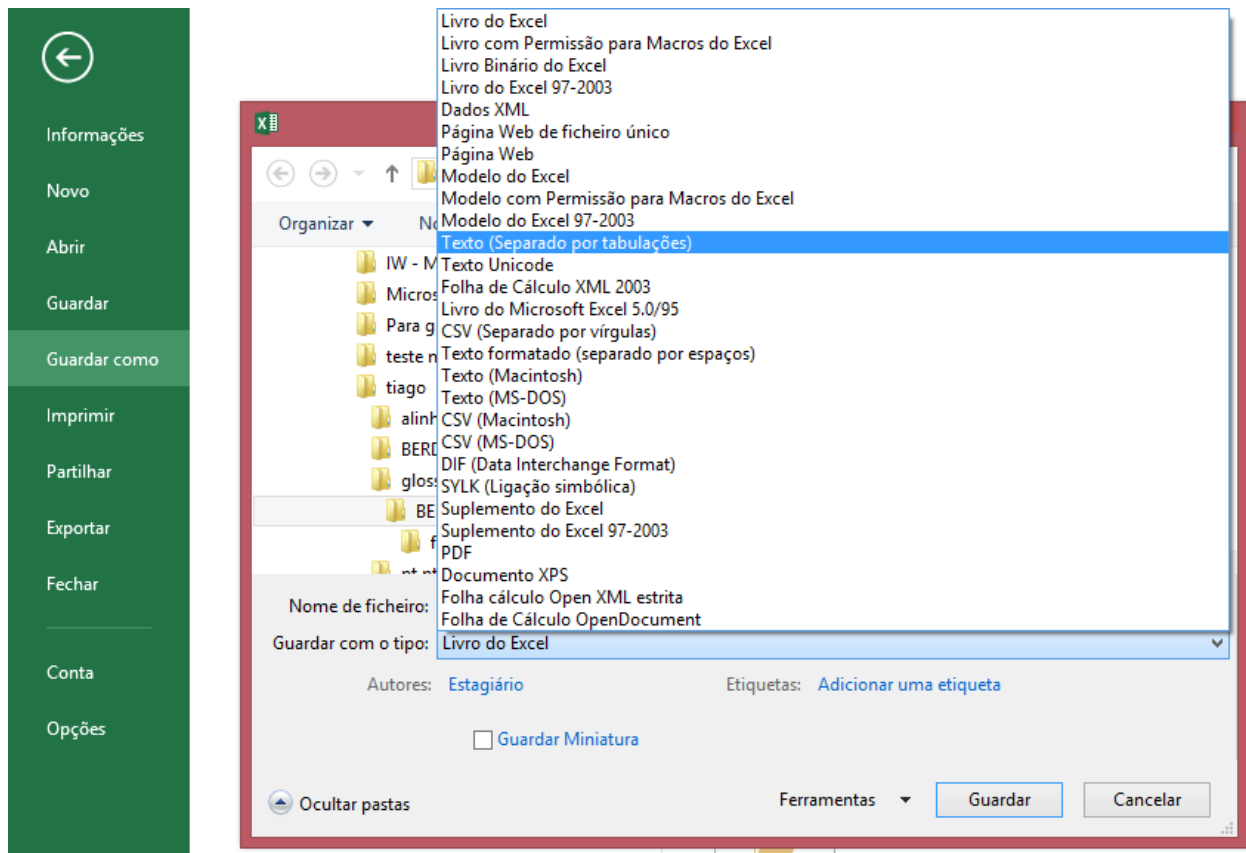 Informações
Novo
Abrir
Guardar
Guardar como
Imprimir
Partilhar
Exportar
Fechar
Conta
Opções
Livro do Excel
Livro com Permissão para Macros do Excel
Livro Binário do Excel
Livro do Excel 97-2003
Dados XML
Página Web de ficheiro único
Página Web
Modelo do Excel
Modelo com Permissão para Macros do Excel
Modelo do Excel 97-2003
Texto (Separado por tabulações)
Texto Unicode
Folha de Cálculo XML 2003
Livro do Microsoft Excel 5.0/95
CSV (Separado por vírgulas)
Texto formatado (separado por espaços)
Texto (Macintosh)
Texto (MS-DOS)
CSV (Macintosh)
CSV (MS-DOS)
DIF (Data Interchange Format)
SYLK (Ligação simbólica)
Suplemento do Excel
Suplemento do Excel 97-2003
PDF
Documento XPS
Folha cálculo Open XML estrita
Folha de Cálculo OpenDocument
Organizar
IW - M
Micros
Para g
teste n
tiago
alinh
BERD
gloss
BE
f
Nome de ficheiro:
Guardar com o tipo: Livro do Excel
Autores: Estagiário Etiquetas: Adicionar uma etiqueta
Guardar Miniatura
Ocultar pastas Ferramentas Guardar Cancelar